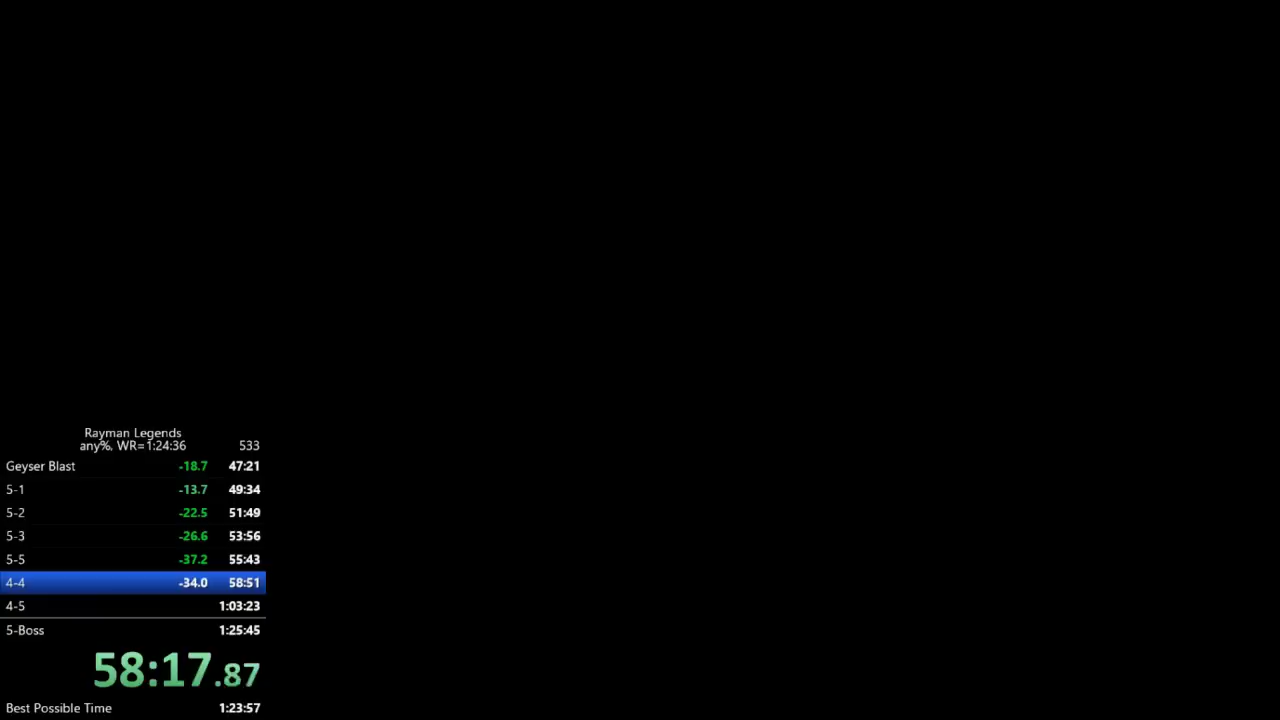 Rayman Legends
any%, WR=1:24:36 533
Geyser Blast -18.7 47:21
5-1 -13.7 49:34
5-2 -22.5 51:49
5-3 -26.6 53:56
5-5 -37.2 55:43
4-4 -34.0 58:51
4-5 1:03:23
5-Boss 1:25:45
58:17.87
Best Possible Time 1:23:57